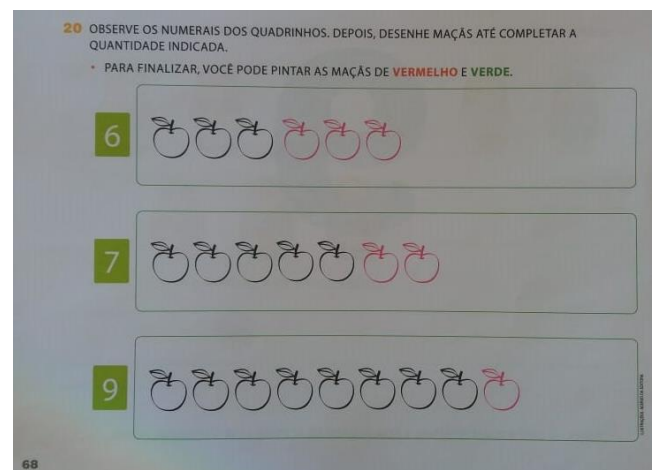 20 OBSERVE OS NUMERAIS DOS QUADRINHOS. DEPOIS, DESENHE MAÇÃS ATÉ COMPLETAR A
QUANTIDADE INDICADA.
• PARA FINALIZAR, VOCÊ PODE PINTAR AS MAÇÃS DE VERMELHO E VERDE.
6
7
9
68